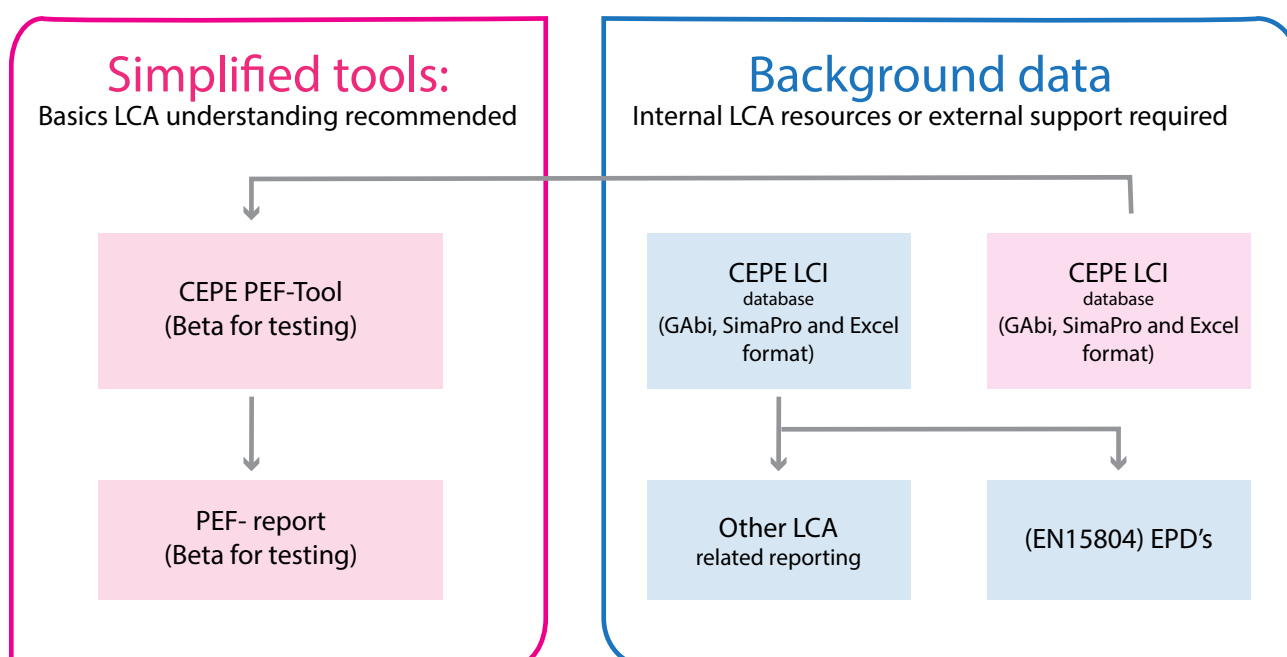 Simplified tools:
Basics LCA understanding recommended
CEPE PEF-Tool
(Beta for testing)
PEF- report
(Beta for testing)
Background data
Internal LCA resources or external support required
CEPE LCI
database
(GAbi, SimaPro and Excel
format)
CEPE LCI
database
(GAbi, SimaPro and Excel
format)
Other LCA
related reporting
(EN15804) EPD's